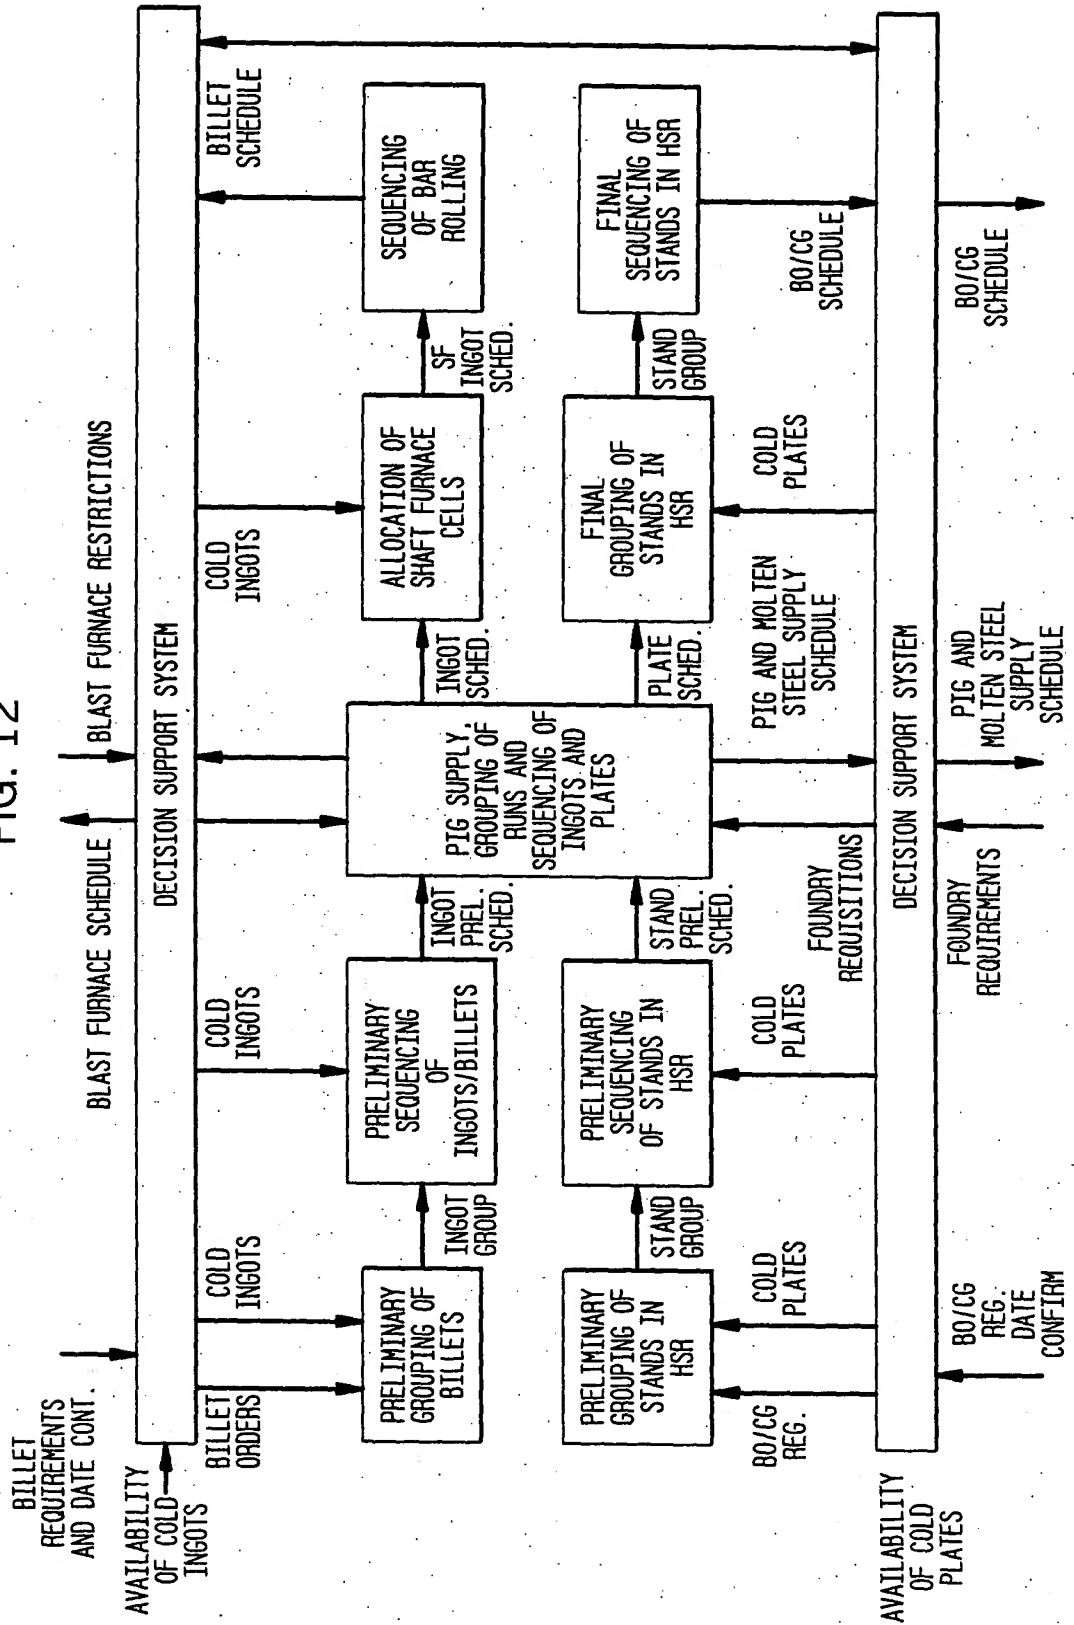 FIG. 12
BILLET
REQUIREMENTS
AND DATE CONT.
BLAST FURNACE SCHEDULE
BLAST FURNACE RESTRICTIONS
AVAILABILITY
OF COLD
INGOTS
DECISION SUPPORT SYSTEM
BILLET
ORDERS
COLD
INGOTS
COLD
INGOTS
COLD
INGOTS
BILLET
SCHEDULE
PRELIMINARY
GROUPING OF
BILLETS
INGOT
GROUP
PRELIMINARY
SEQUENCING
OF
INGOTS/BILLETS
INGOT
PREL.
SCHED.
PIG SUPPLY,
GROUPING OF
RUNS AND
SEQUENCING OF
INGOTS AND
PLATES
INGOT
SCHED.
ALLOCATION OF
SHAFT FURNACE
CELLS
SF
INGOT
SCHED.
SEQUENCING
OF BAR
ROLLING
PRELIMINARY
GROUPING OF
STANDS IN
HSR
STAND
GROUP
PRELIMINARY
SEQUENCING
OF STANDS IN
HSR
STAND
PREL.
SCHED.
PLATE
SCHED.
FINAL
GROUPING OF
STANDS IN
HSR
STAND
GROUP
FINAL
SEQUENCING OF
STANDS IN HSR
BO/CG
REG.
COLD
PLATES
COLD
PLATES
FOUNDRY
REQUISITIONS
PIG AND MOLTEN
STEEL SUPPLY
SCHEDULE
COLD
PLATES
BO/CG
SCHEDULE
AVAILABILITY
OF COLD
PLATES
DECISION SUPPORT SYSTEM
BO/CG
REG.
DATE
CONFIRM
FOUNDRY
REQUIREMENTS
PIG AND
MOLTEN STEEL
SUPPLY
SCHEDULE
BO/CG
SCHEDULE